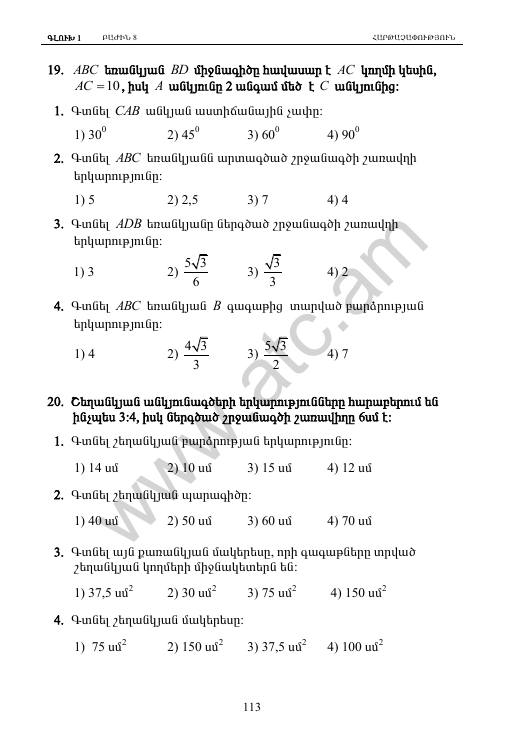 ԳԼՈՒԽ 1 ԲԱԺԻՆ 8 ՀԱՐԹԱՉԱՓՈՒԹՅՈՒՆ
19. ABC եռանկյան BD միջնագիծը հավասար է AC կողմի կեսին,
AC = 10, իսկ A անկյունը 2 անգամ մեծ է C անկյունից:
1. Գտնել CAB անկյան աստիճանային չափը:
1) 30⁰ 2) 45⁰ 3) 60⁰ 4) 90⁰
2. Գտնել ABC եռանկյանն արտագծած շրջանագծի շառավղի
երկարությունը:
1) 5 2) 2,5 3) 7 4) 4
3. Գտնել ADB եռանկյանը ներգծած շրջանագծի շառավղի
երկարությունը:
1) 3 2) 5√3/6 3) √3/3 4) 2
4. Գտնել ABC եռանկյան B գագաթից տարված բարձրության
երկարությունը:
1) 4 2) 4√3/3 3) 5√3/2 4) 7
20. Շեղանկյան անկյունագծերի երկարությունները հարաբերում են
ինչպես 3:4, իսկ ներգծած շրջանագծի շառավիղը 6սմ է:
1. Գտնել շեղանկյան բարձրության երկարությունը:
1) 14 սմ 2) 10 սմ 3) 15 սմ 4) 12 սմ
2. Գտնել շեղանկյան պարագիծը:
1) 40 սմ 2) 50 սմ 3) 60 սմ 4) 70 սմ
3. Գտնել այն քառանկյան մակերեսը, որի գագաթները տրված
շեղանկյան կողմերի միջնակետերն են:
1) 37,5 սմ² 2) 30 սմ² 3) 75 սմ² 4) 150 սմ²
4. Գտնել շեղանկյան մակերեսը:
1) 75 սմ² 2) 150 սմ² 3) 37,5 սմ² 4) 100 սմ²
113
www.atc.am